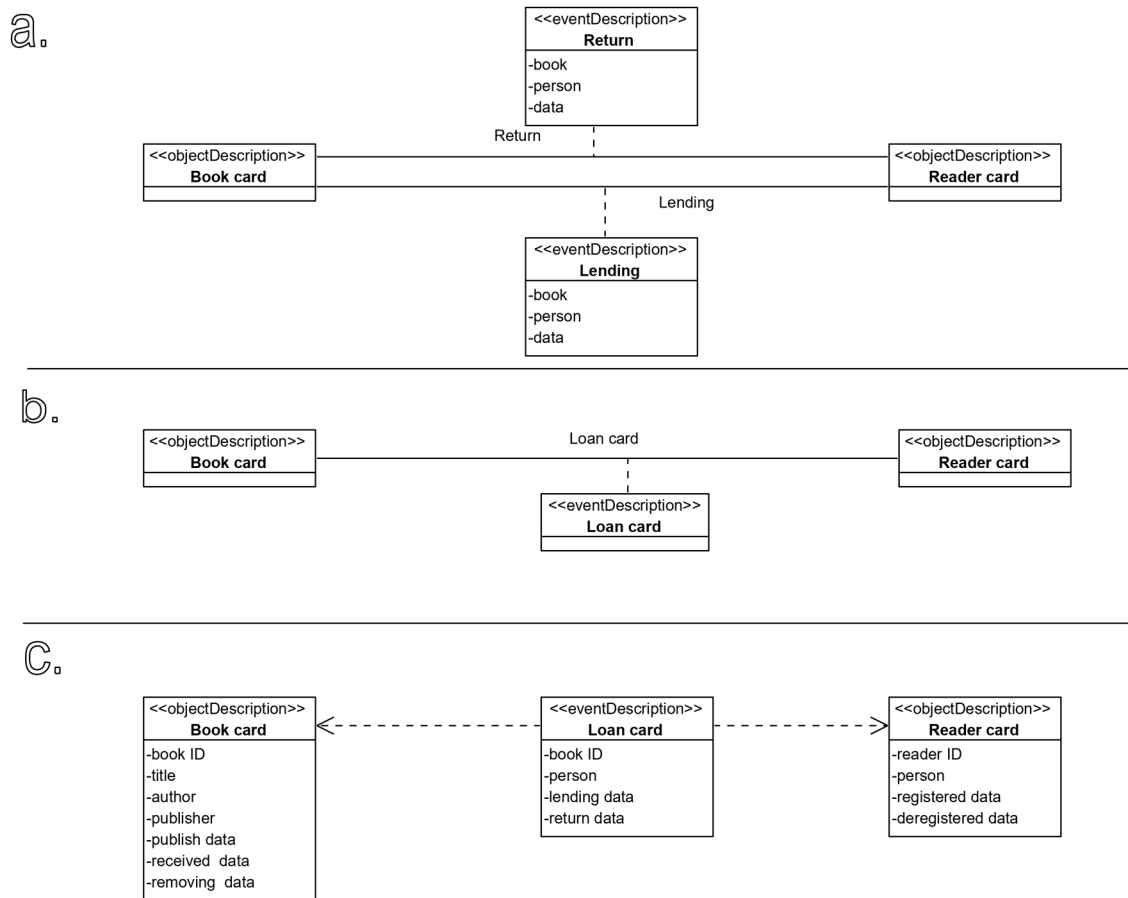 a.
<<eventDescription>>
Return
-book
-person
-data
Return
<<objectDescription>>
Book card
<<objectDescription>>
Reader card
Lending
<<eventDescription>>
Lending
-book
-person
-data
b.
<<objectDescription>>
Book card
Loan card
<<objectDescription>>
Reader card
<<eventDescription>>
Loan card
c.
<<objectDescription>>
Book card
-book ID
-title
-author
-publisher
-publish data
-received data
-removing data
<<eventDescription>>
Loan card
-book ID
-person
-lending data
-return data
<<objectDescription>>
Reader card
-reader ID
-person
-registered data
-deregistered data